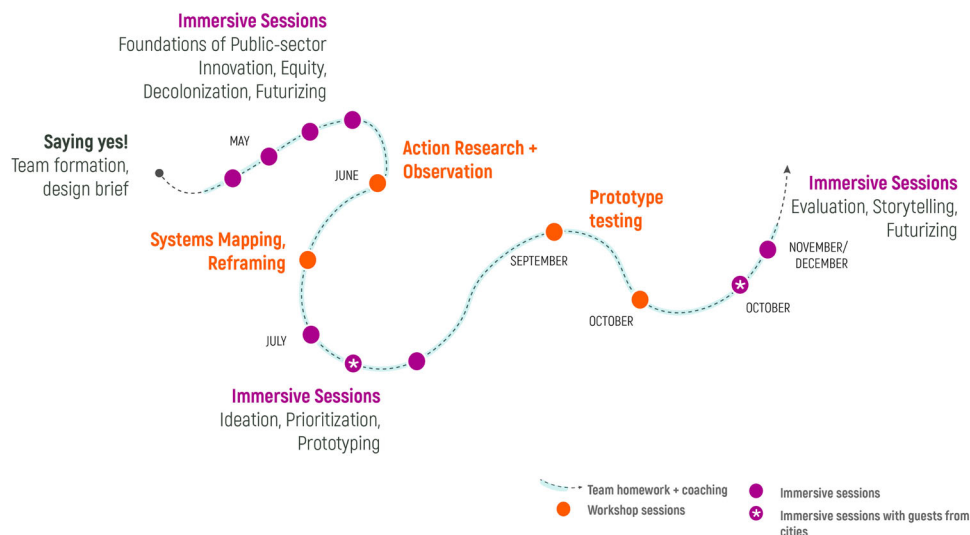 Immersive Sessions
Foundations of Public-sector
Innovation, Equity,
Decolonization, Futurizing
Saying yes!
Team formation,
design brief
MAY
JUNE
Action Research +
Observation
Systems Mapping,
Reframing
JULY
Immersive Sessions
Ideation, Prioritization,
Prototyping
SEPTEMBER
Prototype
testing
OCTOBER
OCTOBER
NOVEMBER/
DECEMBER
Immersive Sessions
Evaluation, Storytelling,
Futurizing
Team homework + coaching
Workshop sessions
Immersive sessions
Immersive sessions with guests from
cities